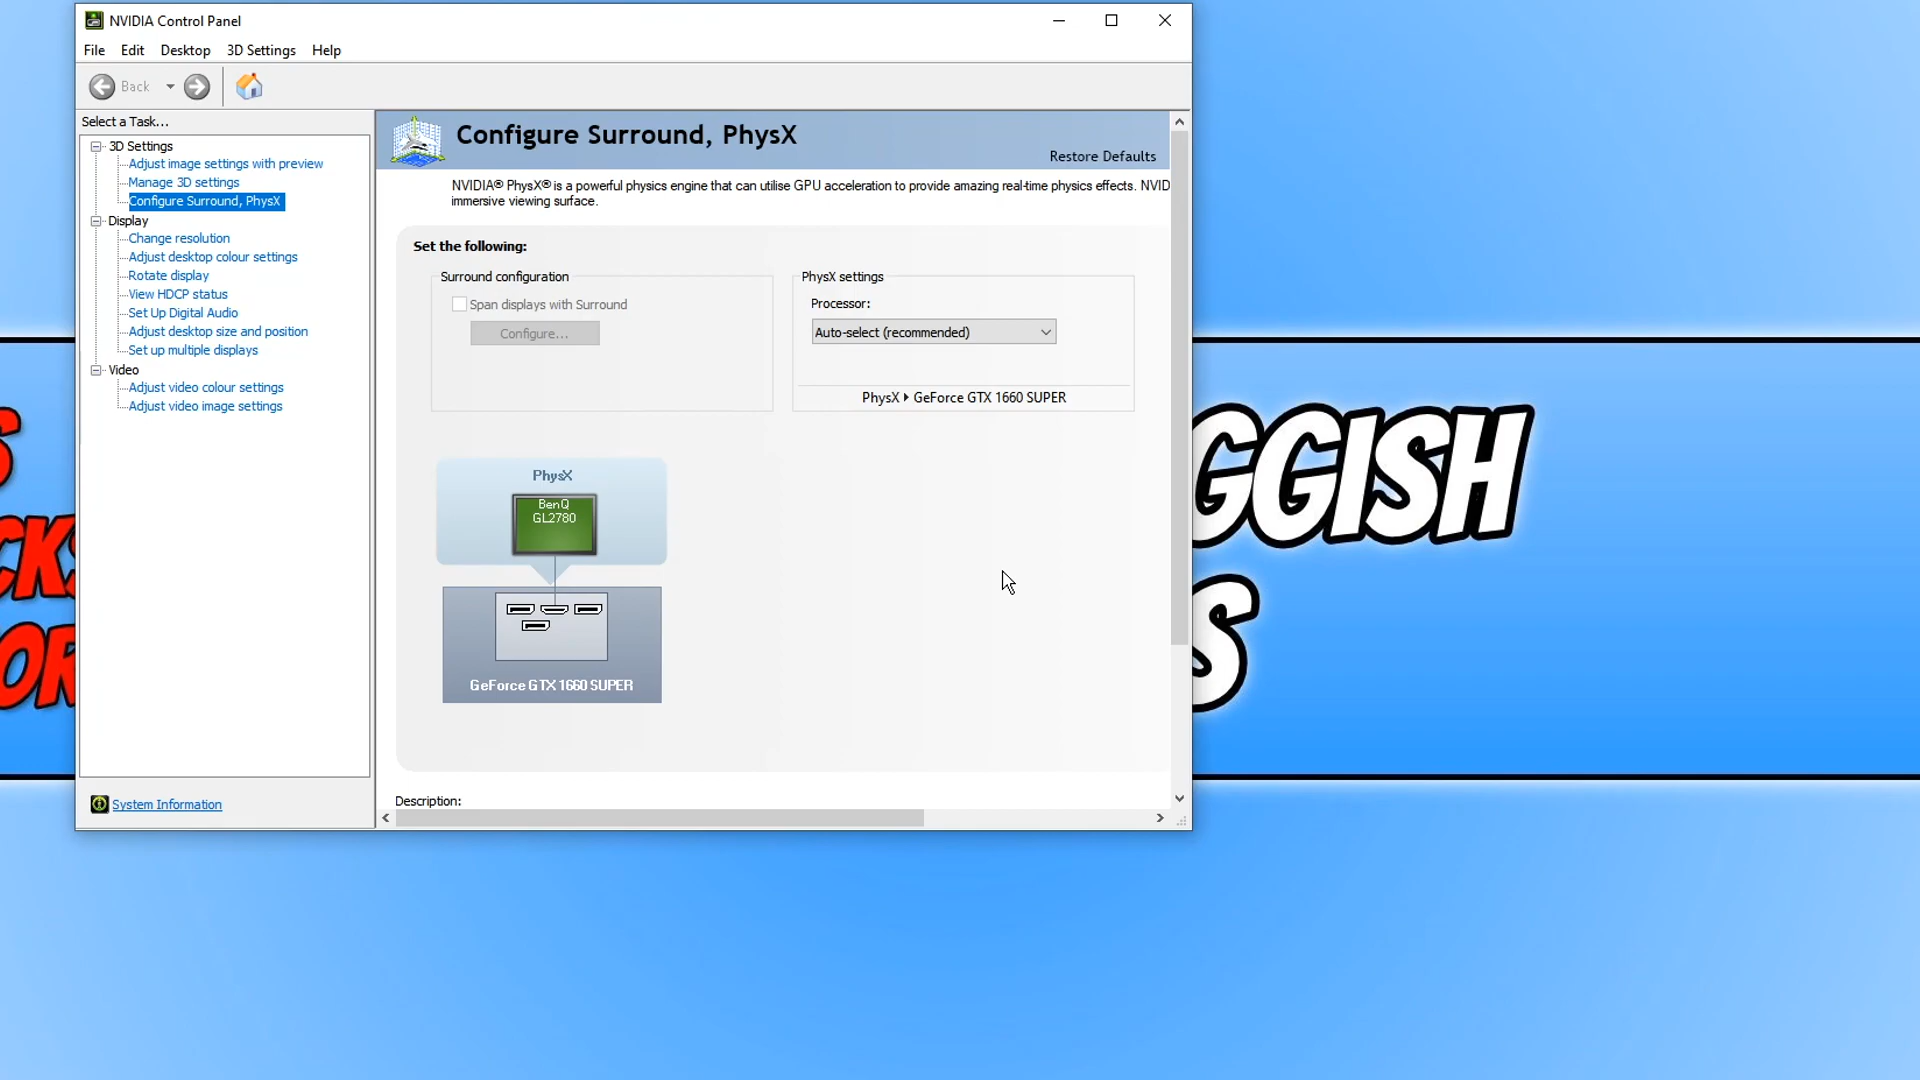 NVIDIA Control Panel
File Edit Desktop 3D Settings Help
Back
Select a Task...
3D Settings
Adjust image settings with preview
Manage 3D settings
Configure Surround, PhysX
Display
Change resolution
Adjust desktop colour settings
Rotate display
View HDCP status
Set Up Digital Audio
Adjust desktop size and position
Set up multiple displays
Video
Adjust video colour settings
Adjust video image settings
System Information
Configure Surround, PhysX
Restore Defaults
NVIDIA® PhysX® is a powerful physics engine that can utilise GPU acceleration to provide amazing real-time physics effects. NVID
immersive viewing surface.
Set the following:
Surround configuration
Span displays with Surround
Configure...
PhysX settings
Processor:
Auto-select (recommended)
PhysX GeForce GTX 1660 SUPER
PhysX
BenQ
GL2780
GeForce GTX 1660 SUPER
Description:
GGISH
S
S
CKS
OR